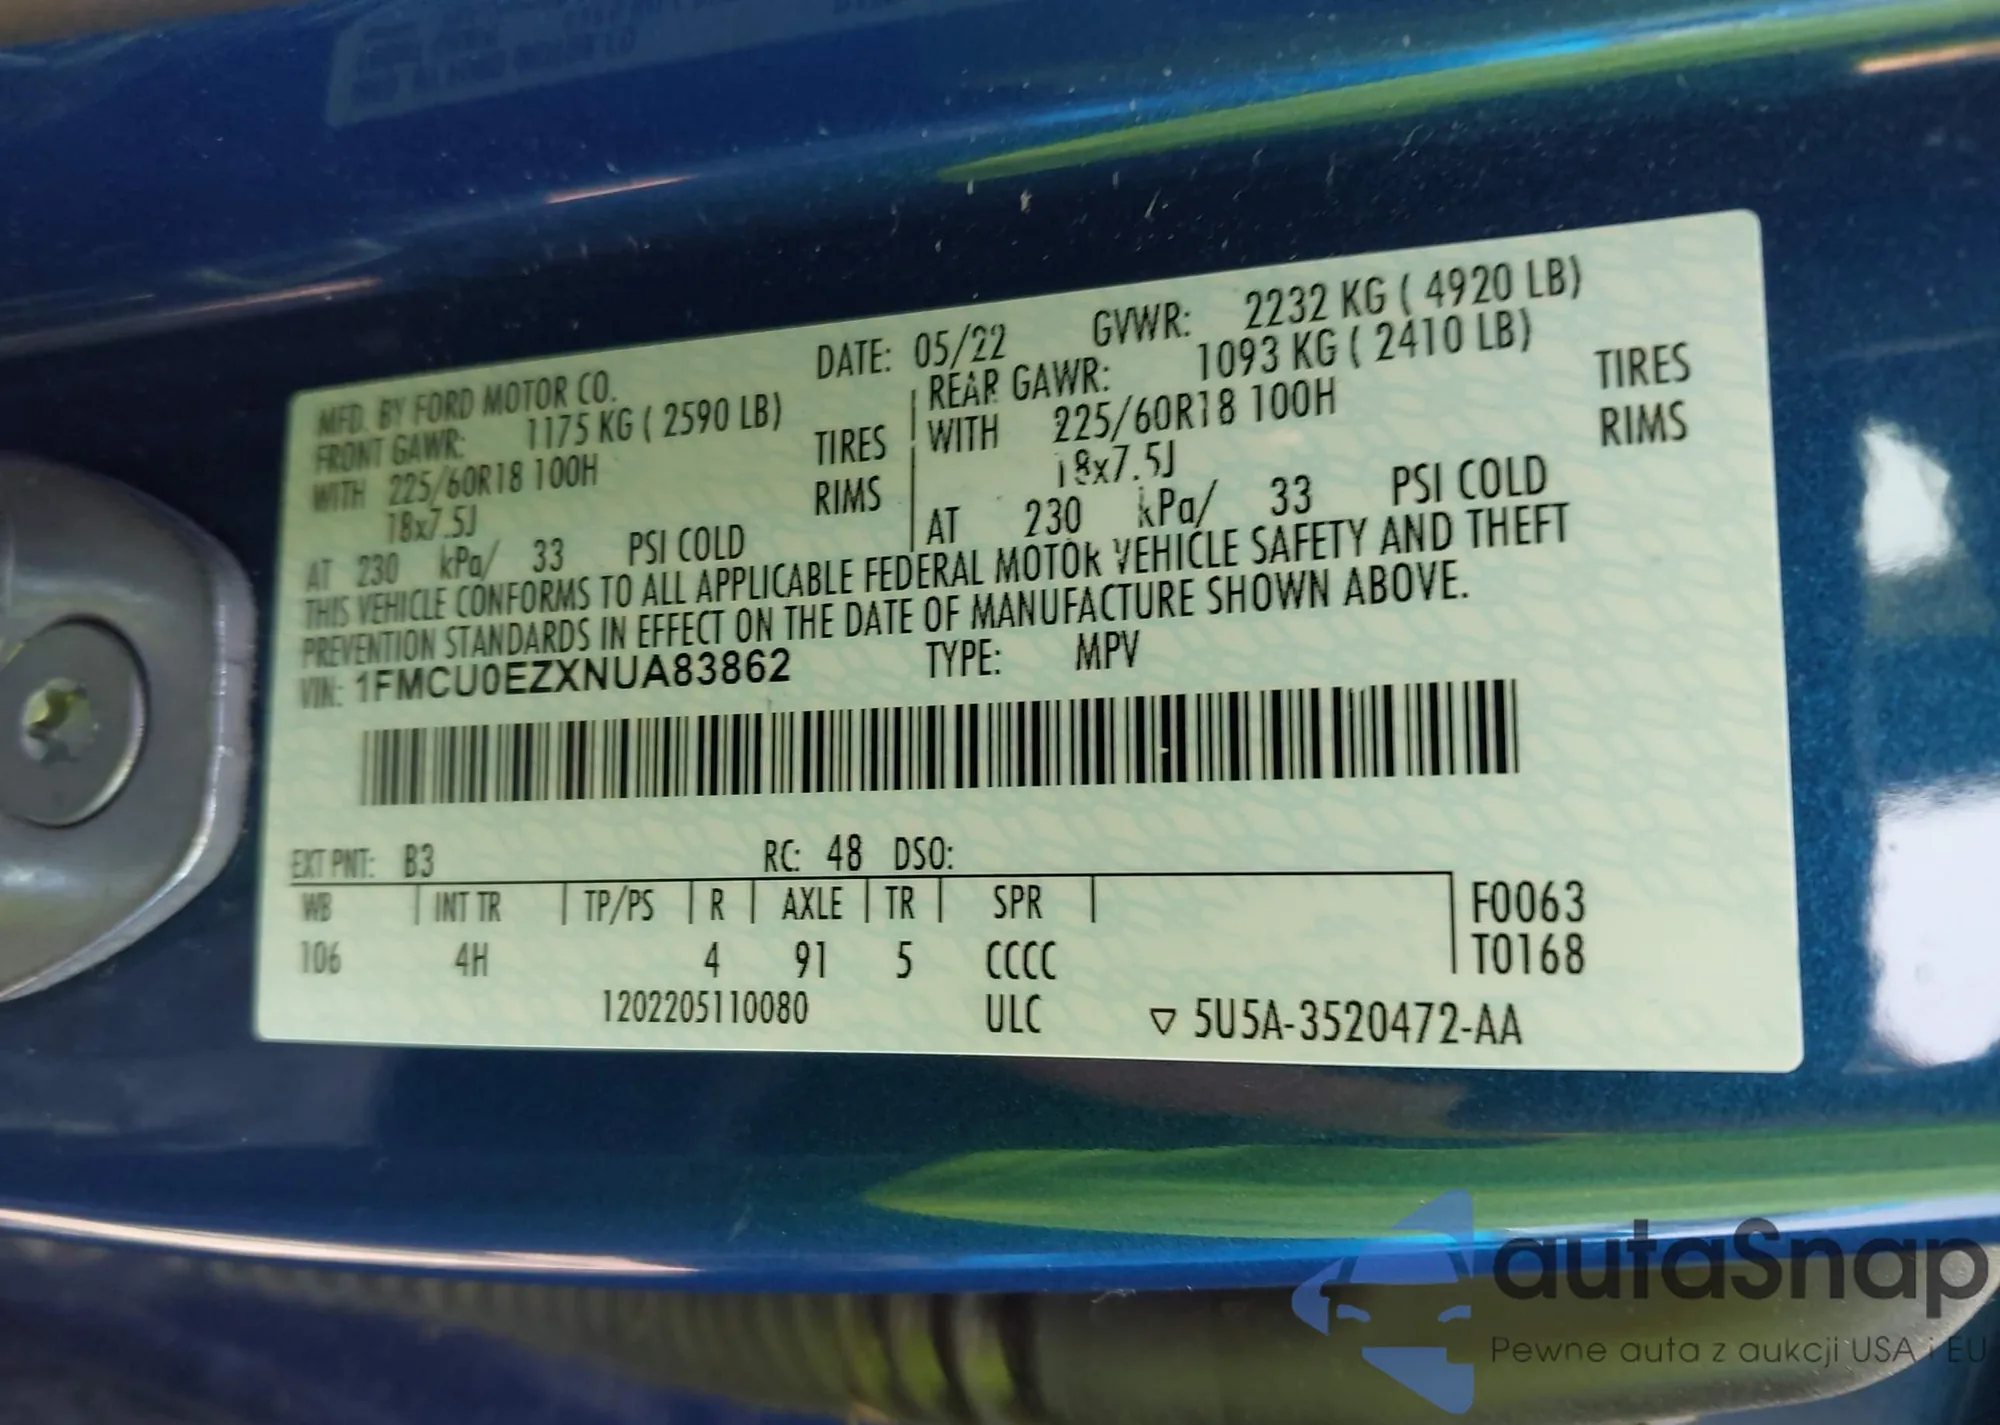 MFD. BY FORD MOTOR CO. DATE: 05/22 GVWR: 2232 KG ( 4920 LB)
FRONT GAWR: 1175 KG ( 2590 LB) REAR GAWR: 1093 KG ( 2410 LB)
WITH 225/60R18 100H TIRES WITH 225/60R18 100H TIRES
18x7.5J RIMS 18x7.5J RIMS
AT 230 kPa/ 33 PSI COLD AT 230 kPa/ 33 PSI COLD
THIS VEHICLE CONFORMS TO ALL APPLICABLE FEDERAL MOTOR VEHICLE SAFETY AND THEFT
PREVENTION STANDARDS IN EFFECT ON THE DATE OF MANUFACTURE SHOWN ABOVE.
VIN: 1FMCU0EZXNUA83862 TYPE: MPV
EXT PNT: B3 RC: 48 DSO:
WB INT TR TP/PS R AXLE TR SPR F0063
106 4H 4 91 5 CCCC T0168
1202205110080 ULC ▽ 5U5A-3520472-AA
autaSnap
Pewne auta z aukcji USA i EU